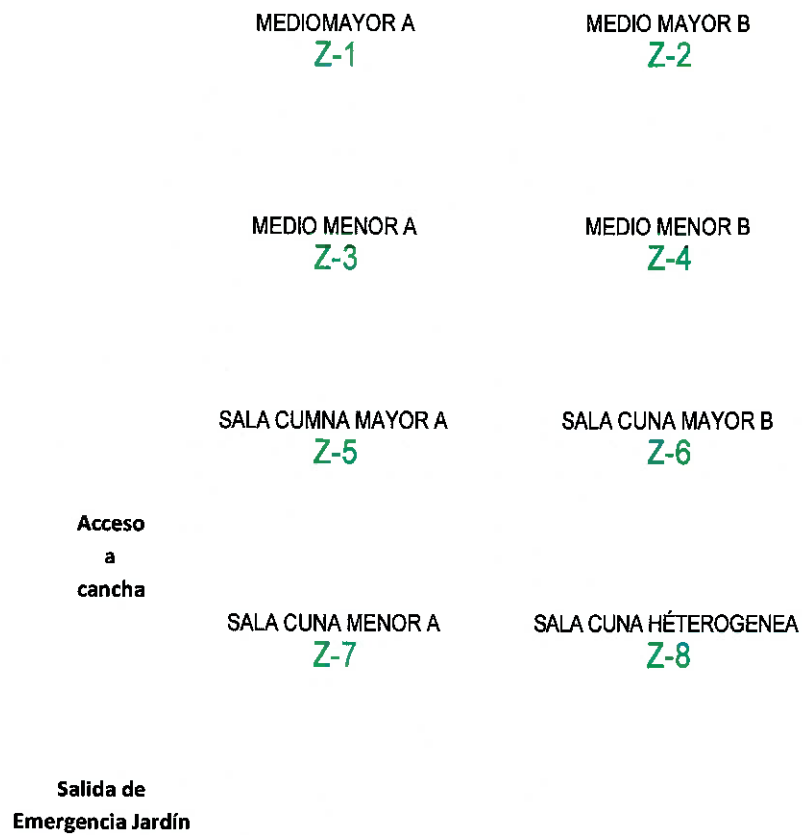 MEDIOMAYOR A
Z-1
MEDIO MAYOR B
Z-2
MEDIO MENOR A
Z-3
MEDIO MENOR B
Z-4
SALA CUMNA MAYOR A
Z-5
SALA CUNA MAYOR B
Z-6
Acceso
a
cancha
SALA CUNA MENOR A
Z-7
SALA CUNA HÉTEROGENEA
Z-8
Salida de
Emergencia Jardín